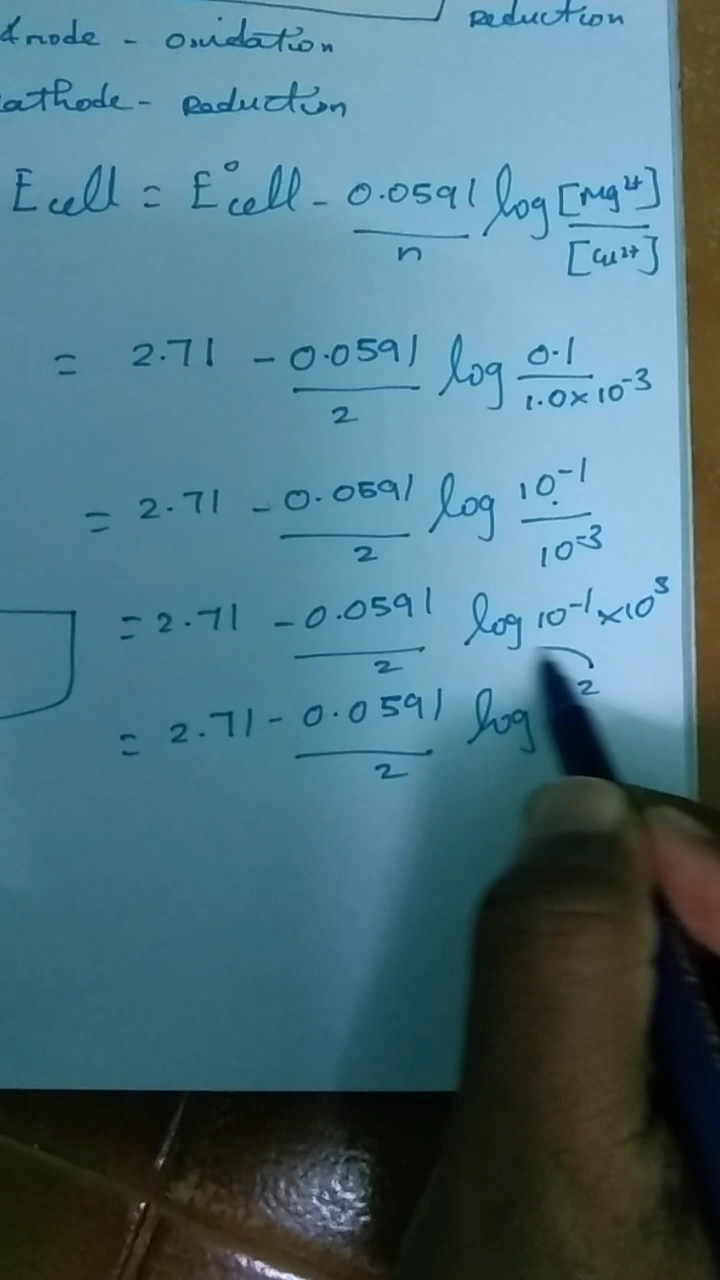 Reduction
Anode - oxidation
cathode - Reduction
Ecell = E°cell - 0.0591/n log [Mg²⁺]/[Cu²⁺]
= 2.71 - 0.0591/2 log 0.1/1.0×10⁻³
= 2.71 - 0.0591/2 log 10⁻¹/10⁻³
= 2.71 - 0.0591/2 log 10⁻¹×10³
= 2.71 - 0.0591/2 log ²